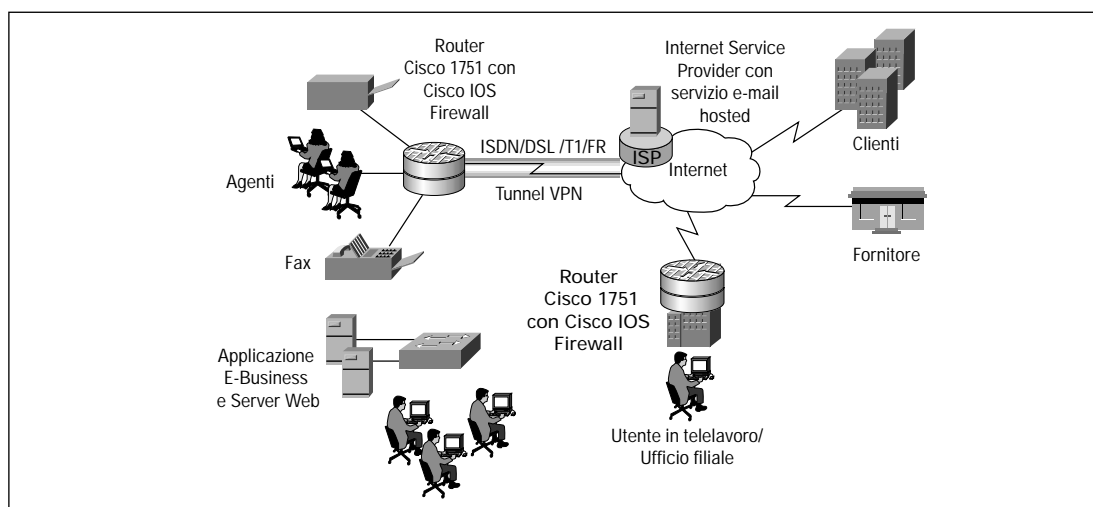 Router
Cisco 1751 con
Cisco IOS
Firewall
Internet Service
Provider con
servizio e-mail
hosted
Clienti
ISDN/DSL /T1/FR
ISP
Internet
Agenti
Tunnel VPN
Fax
Fornitore
Router
Cisco 1751
con Cisco IOS
Firewall
Applicazione
E-Business
e Server Web
Utente in telelavoro/
Ufficio filiale